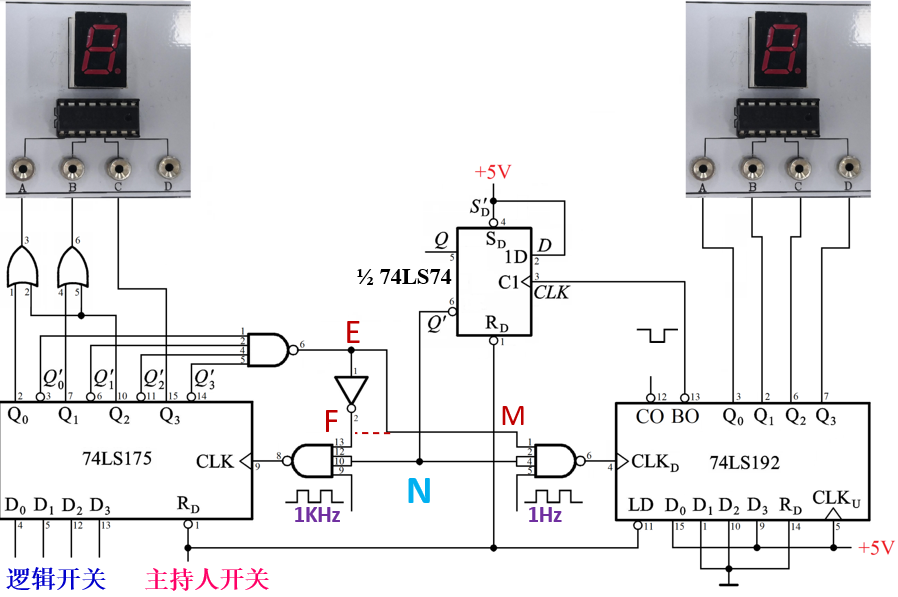 A B C D
A B C D
+5V
S'D
4
SD
Q
5
1D
D
2
½ 74LS74
C1
3
CLK
6
Q'
RD
1
3
6
1
2
4
5
E
1
2
4
5
6
1
2
F
M
Q'0
Q'1
Q'2
Q'3
2
3
7
6
10
11
15
14
Q0
Q1
Q2
Q3
74LS175
CLK
9
8
13
12
10
9
N
1KHz
1
2
4
5
6
1Hz
D0
D1
D2
D3
RD
4
5
12
13
1
12
13
3
2
6
7
CO
BO
Q0
Q1
Q2
Q3
4
CLKD
74LS192
LD
D0
D1
D2
D3
RD
CLKU
11
15
1
10
9
14
5
+5V
逻辑开关
主持人开关